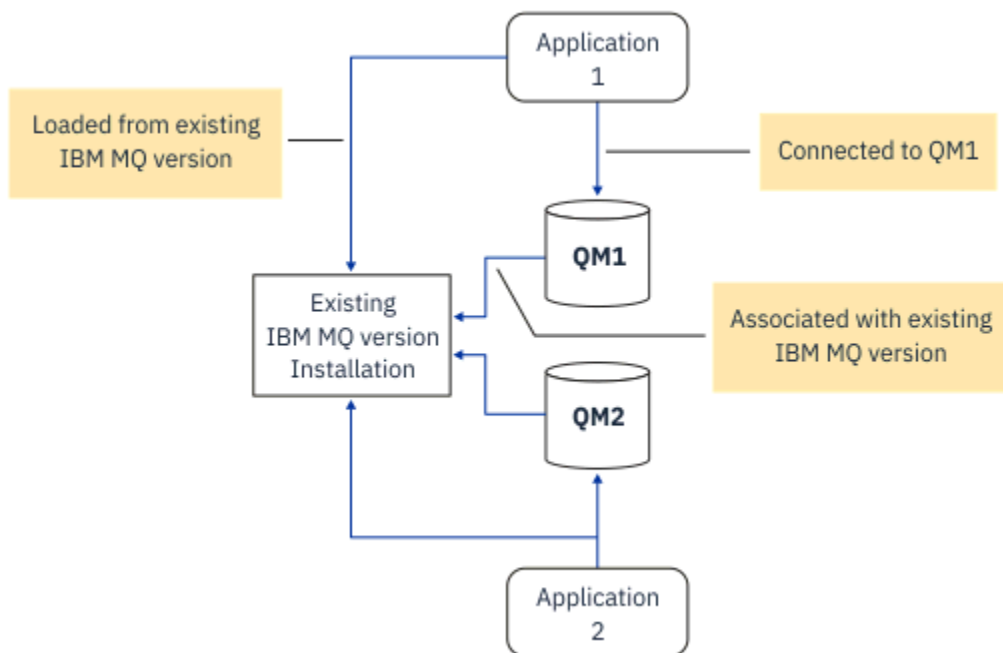 Application
1
Loaded from existing
IBM MQ version
Connected to QM1
QM1
Existing
IBM MQ version
Installation
Associated with existing
IBM MQ version
QM2
Application
2